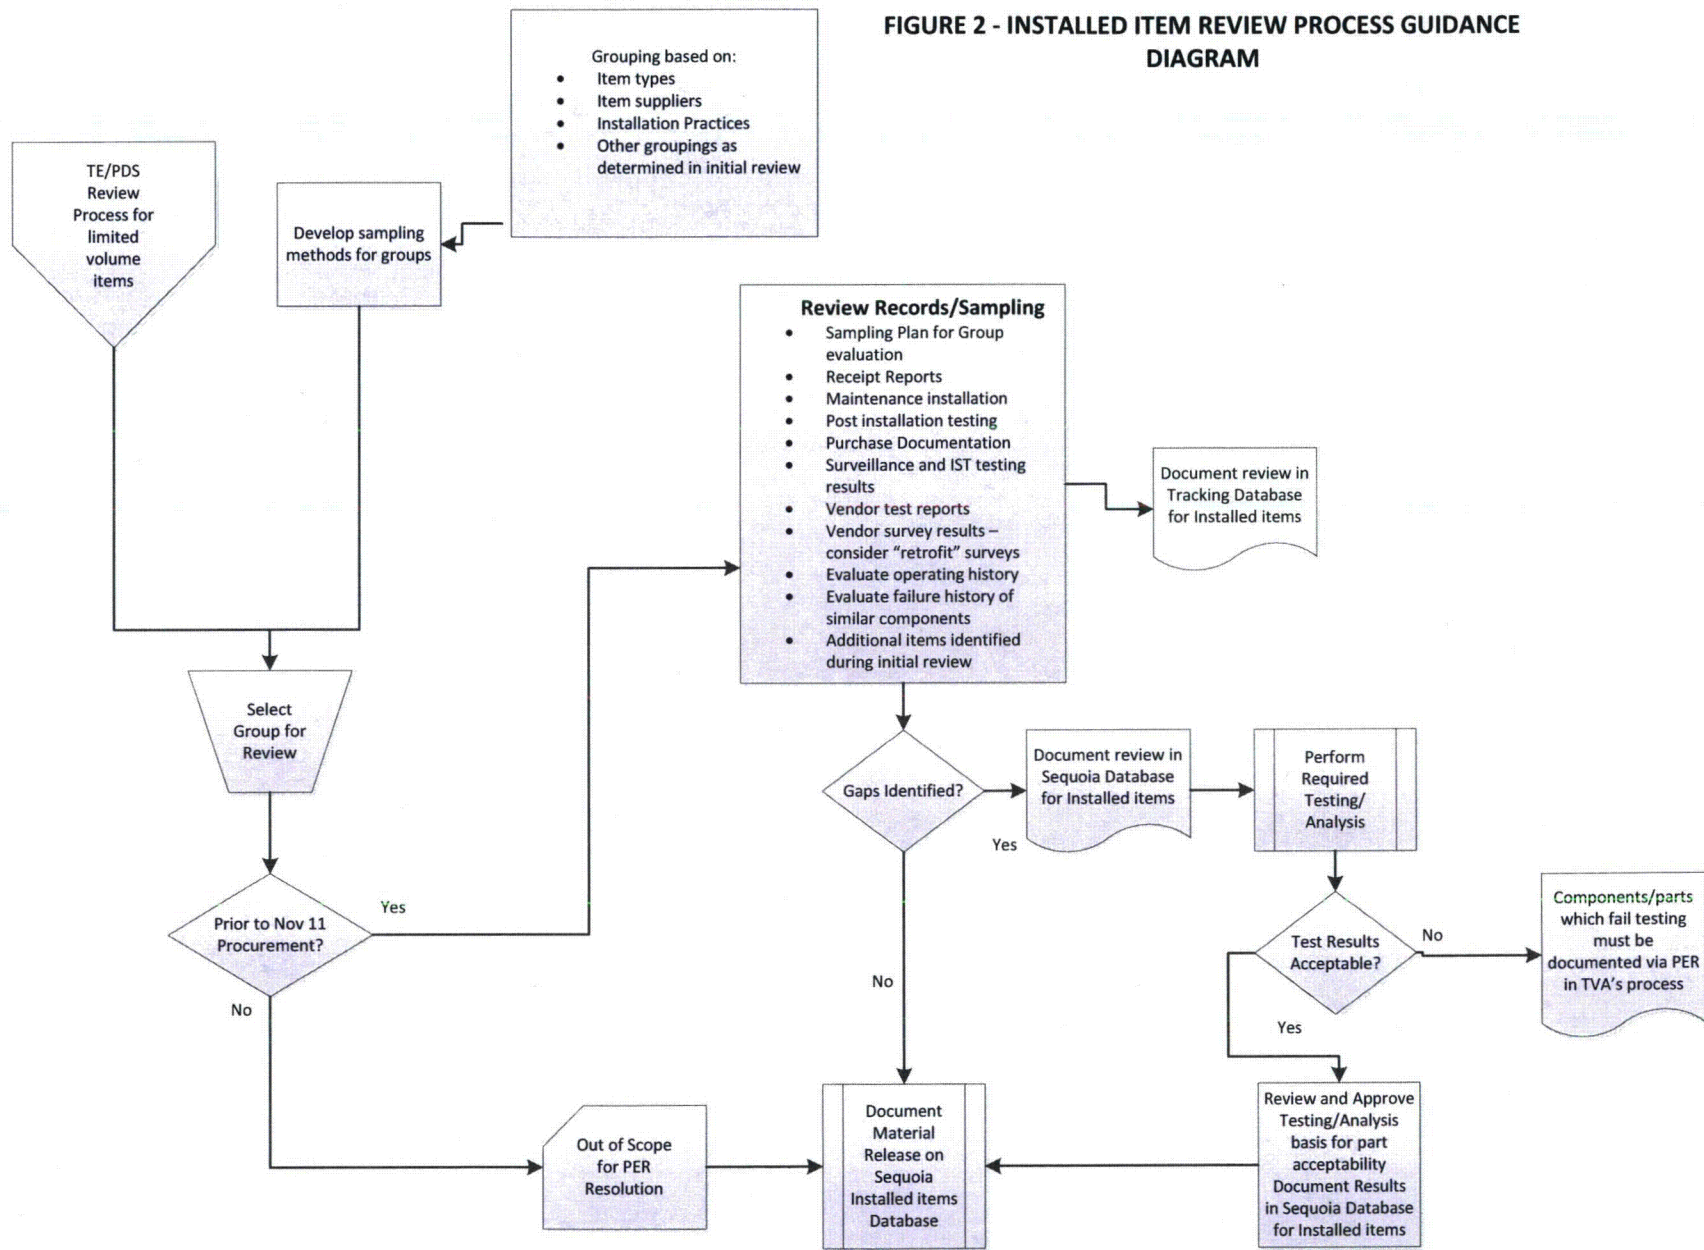 FIGURE 2 - INSTALLED ITEM REVIEW PROCESS GUIDANCE
DIAGRAM
Grouping based on:
• Item types
• Item suppliers
• Installation Practices
• Other groupings as
determined in initial review
TE/PDS
Review
Process for
limited
volume
items
Develop sampling
methods for groups
Review Records/Sampling
• Sampling Plan for Group
evaluation
• Receipt Reports
• Maintenance installation
• Post installation testing
• Purchase Documentation
• Surveillance and IST testing
results
• Vendor test reports
• Vendor survey results –
consider “retrofit” surveys
• Evaluate operating history
• Evaluate failure history of
similar components
• Additional items identified
during initial review
Document review in
Tracking Database
for Installed items
Select
Group for
Review
Gaps Identified?
Yes
Document review in
Sequoia Database
for Installed items
Perform
Required
Testing/
Analysis
Prior to Nov 11
Procurement?
Yes
No
No
Test Results
Acceptable?
No
Yes
Components/parts
which fail testing
must be
documented via PER
in TVA's process
Out of Scope
for PER
Resolution
Document
Material
Release on
Sequoia
Installed items
Database
Review and Approve
Testing/Analysis
basis for part
acceptability
Document Results
in Sequoia Database
for Installed items